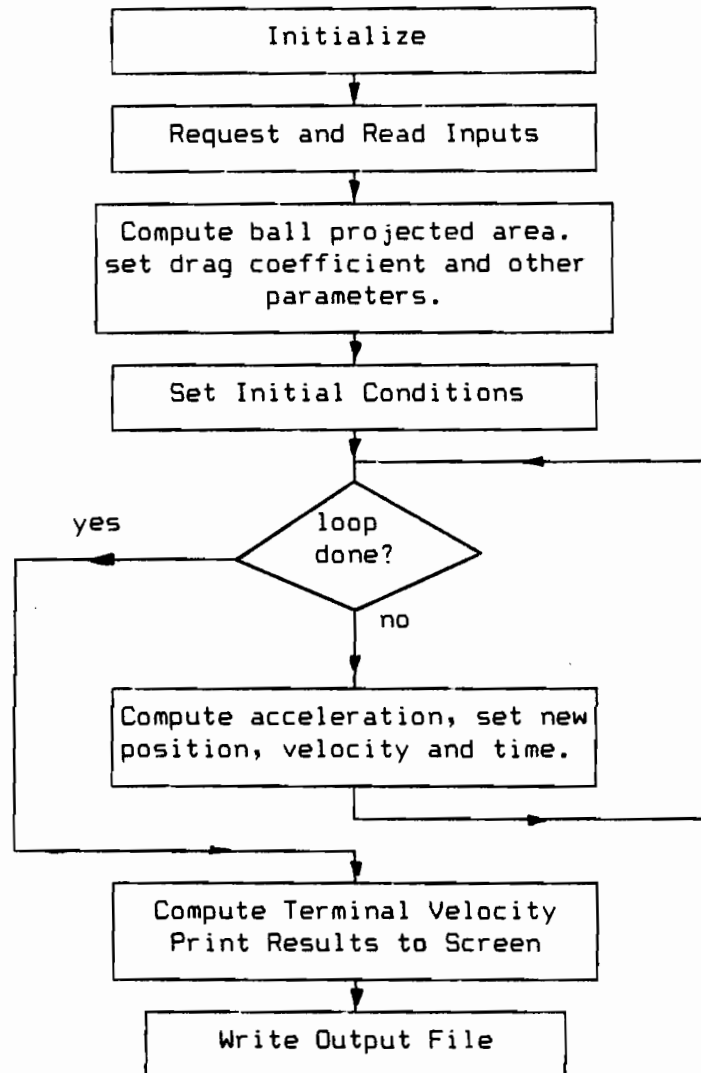 Initialize
Request and Read Inputs
Compute ball projected area.
set drag coefficient and other
parameters.
Set Initial Conditions
yes
loop
done?
no
Compute acceleration, set new
position, velocity and time.
Compute Terminal Velocity
Print Results to Screen
Write Output File